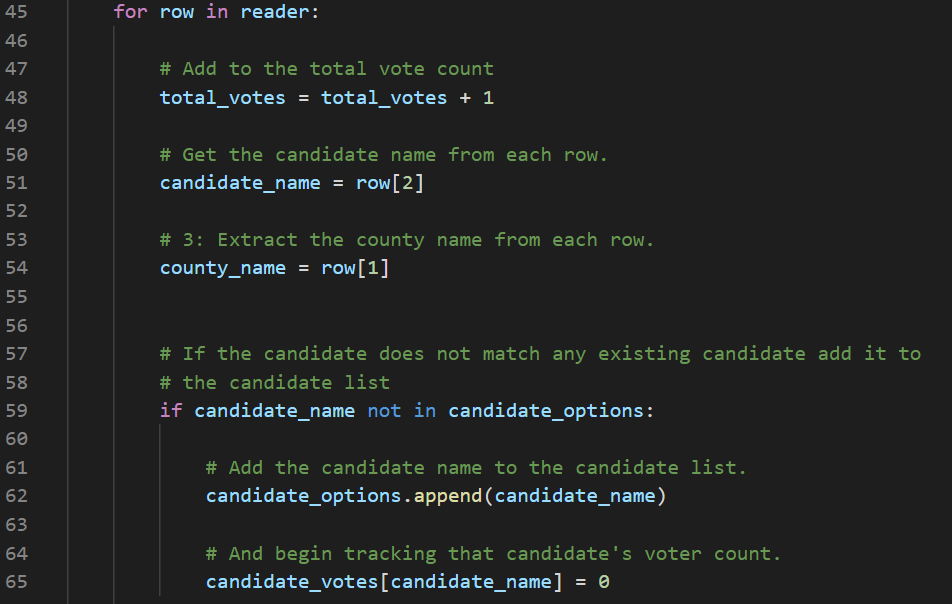 45 for row in reader:
46
47 # Add to the total vote count
48 total_votes = total_votes + 1
49
50 # Get the candidate name from each row.
51 candidate_name = row[2]
52
53 # 3: Extract the county name from each row.
54 county_name = row[1]
55
56
57 # If the candidate does not match any existing candidate add it to
58 # the candidate list
59 if candidate_name not in candidate_options:
60
61 # Add the candidate name to the candidate list.
62 candidate_options.append(candidate_name)
63
64 # And begin tracking that candidate's voter count.
65 candidate_votes[candidate_name] = 0